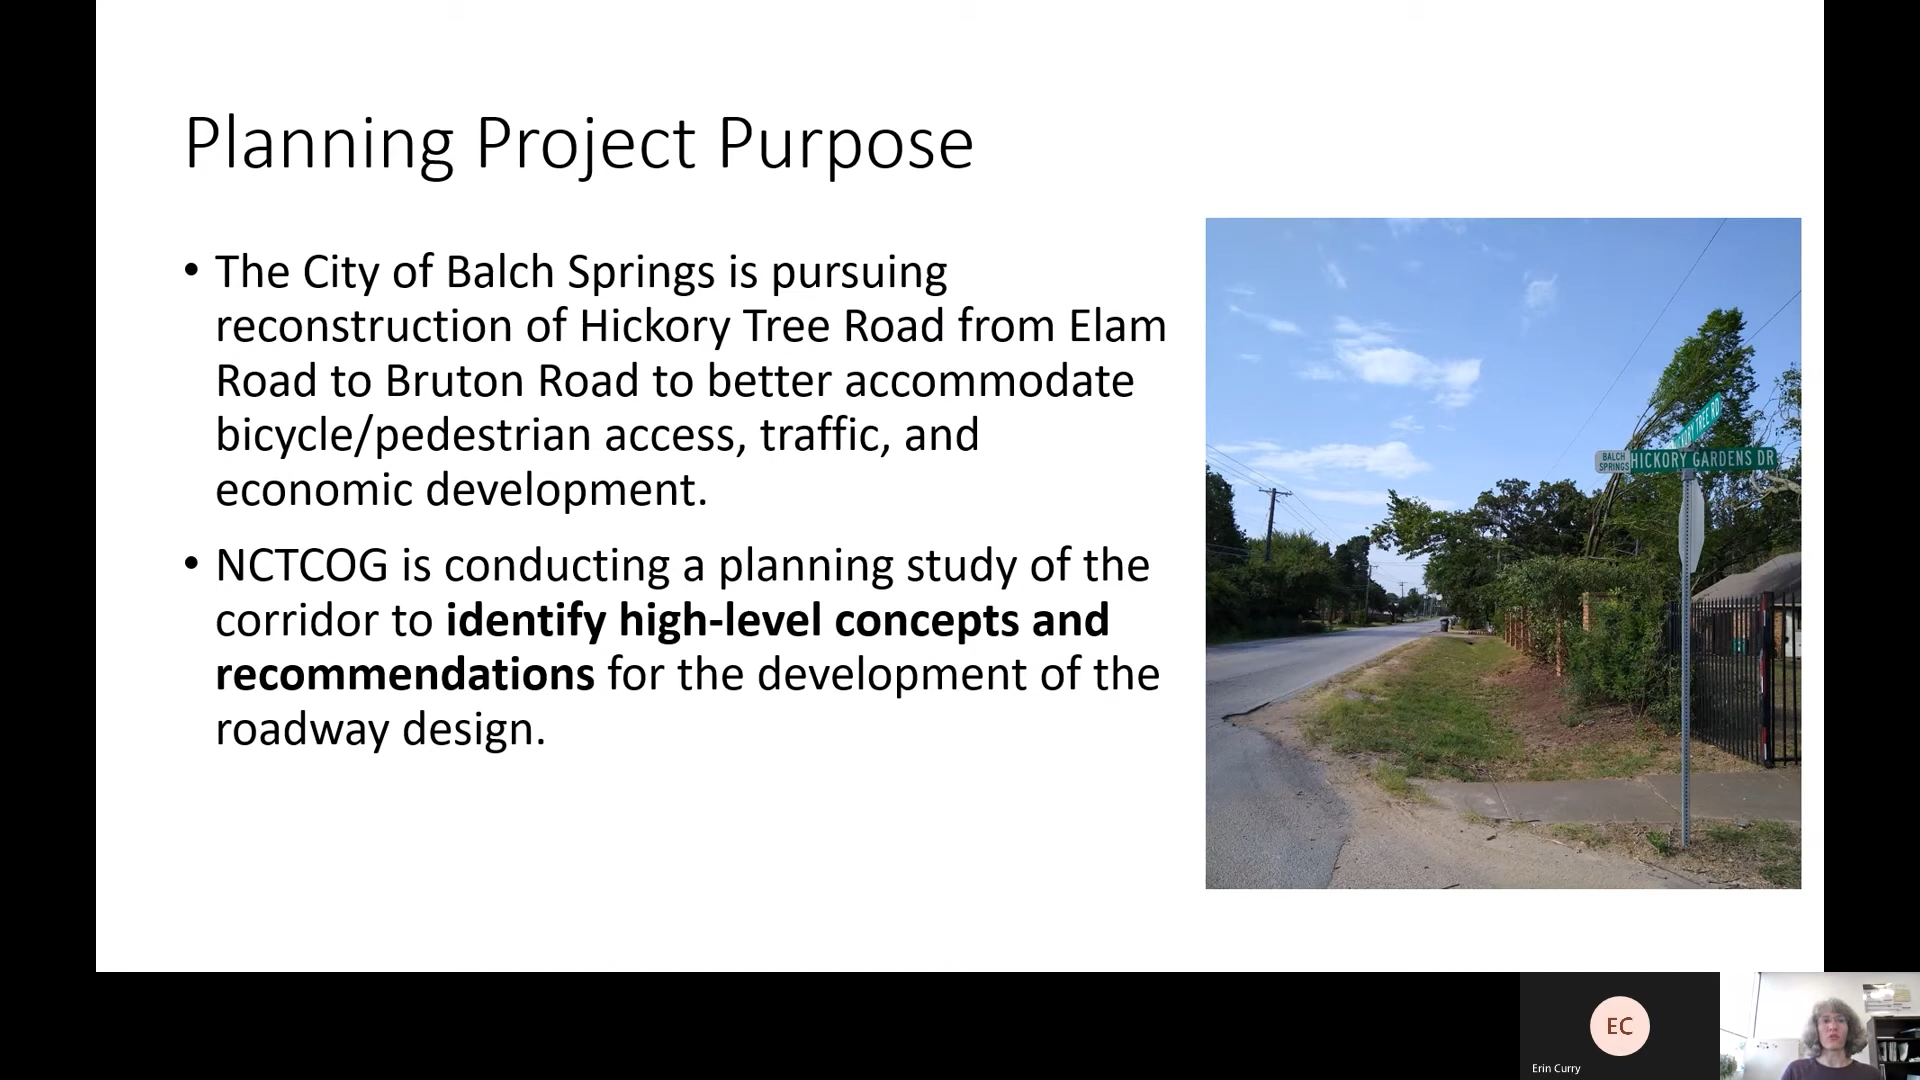 Planning Project Purpose
• The City of Balch Springs is pursuing
reconstruction of Hickory Tree Road from Elam
Road to Bruton Road to better accommodate
bicycle/pedestrian access, traffic, and
economic development.
• NCTCOG is conducting a planning study of the
corridor to identify high-level concepts and
recommendations for the development of the
roadway design.
TREE RD
BALCH
SPRINGS
HICKORY GARDENS DR
EC
Erin Curry